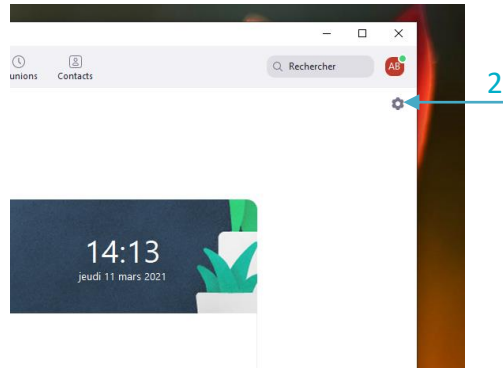 unions
Contacts
Rechercher
AB
2
14:13
jeudi 11 mars 2021